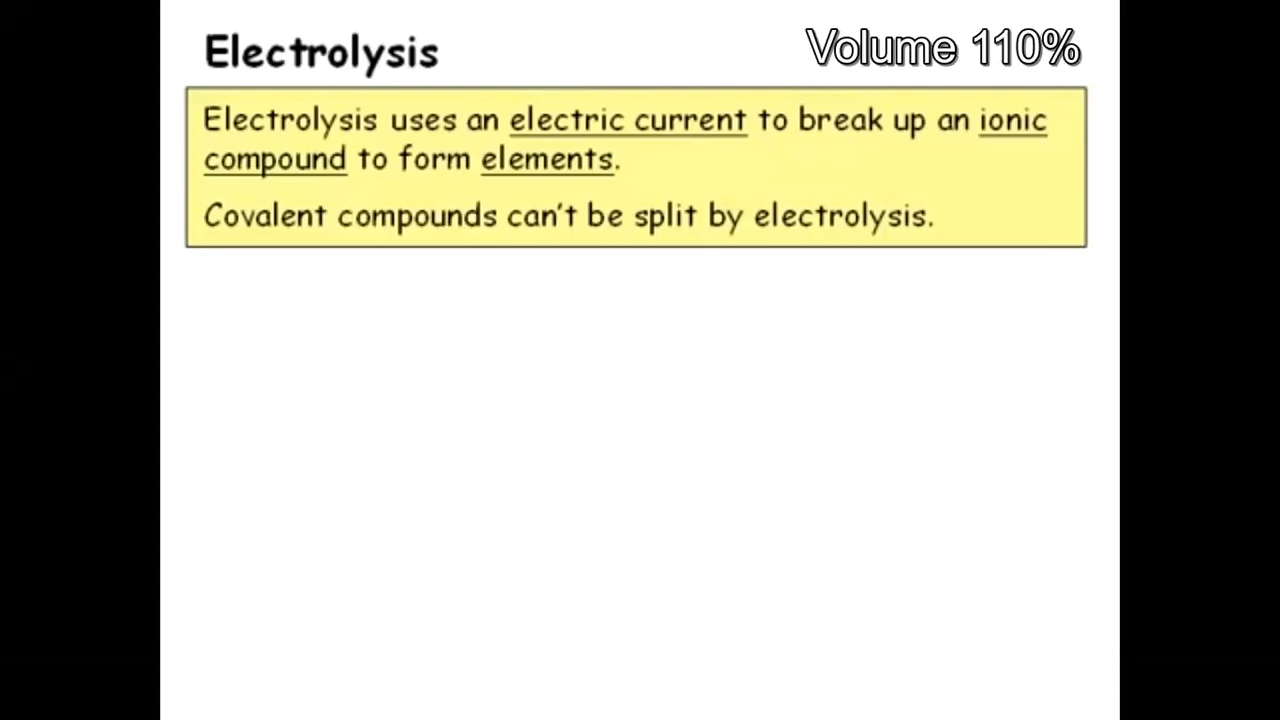 Electrolysis
Volume 110%
Electrolysis uses an electric current to break up an ionic
compound to form elements.
Covalent compounds can't be split by electrolysis.